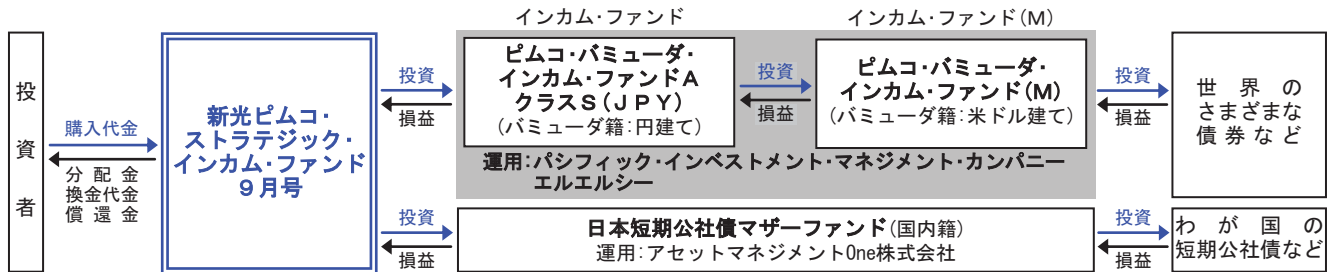 インカム・ファンド
インカム・ファンド(M)
投
資
者
購入代金
分配金
換金代金
償還金
新光ピムコ・
ストラテジック・
インカム・ファンド
9月号
投資
損益
ピムコ・バミューダ・
インカム・ファンドA
クラスS(JPY)
(バミューダ籍:円建て)
投資
損益
ピムコ・バミューダ・
インカム・ファンド(M)
(バミューダ籍:米ドル建て)
運用:パシフィック・インベストメント・マネジメント・カンパニー
エルエルシー
投資
損益
世界の
さまざまな
債券など
投資
損益
日本短期公社債マザーファンド(国内籍)
運用:アセットマネジメントOne株式会社
投資
損益
わが国の
短期公社債など